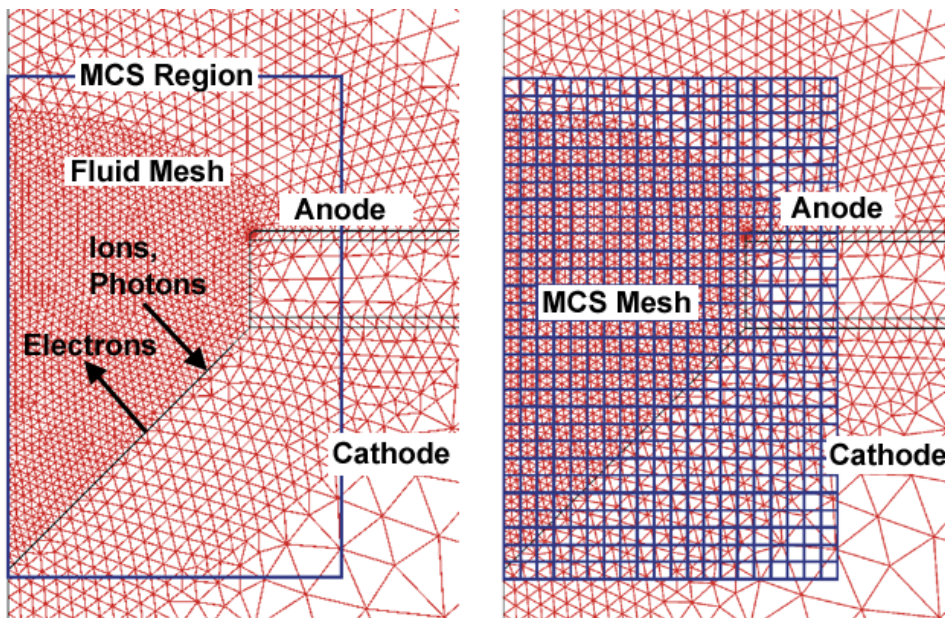 MCS Region
Fluid Mesh
Anode
Ions,
Photons
Electrons
Cathode
Anode
MCS Mesh
Cathode